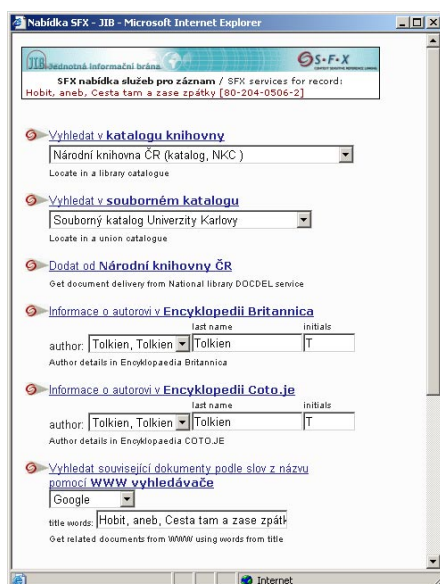 Nabídka SFX - JIB - Microsoft Internet Explorer
JIB Jednotná informační brána
S·F·X
SFX nabídka služeb pro záznam / SFX services for record:
Hobit, aneb, Cesta tam a zase zpátky [80-204-0506-2]
Vyhledat v katalogu knihovny
Národní knihovna ČR (katalog, NKC )
Locate in a library catalogue
Vyhledat v souborném katalogu
Souborný katalog Univerzity Karlovy
Locate in a union catalogue
Dodat od Národní knihovny ČR
Get document delivery from National library DOCDEL service
Informace o autorovi v Encyklopedii Britannica
last name initials
author: Tolkien, Tolkien Tolkien T
Author details in Encyklopaedia Britannica
Informace o autorovi v Encyklopedii Coto.je
last name initials
author: Tolkien, Tolkien Tolkien T
Author details in Encyklopaedia COTO.JE
Vyhledat související dokumenty podle slov z názvu
pomocí WWW vyhledávače
Google
title words: Hobit, aneb, Cesta tam a zase zpátk
Get related documents from WWW using words from title
Internet